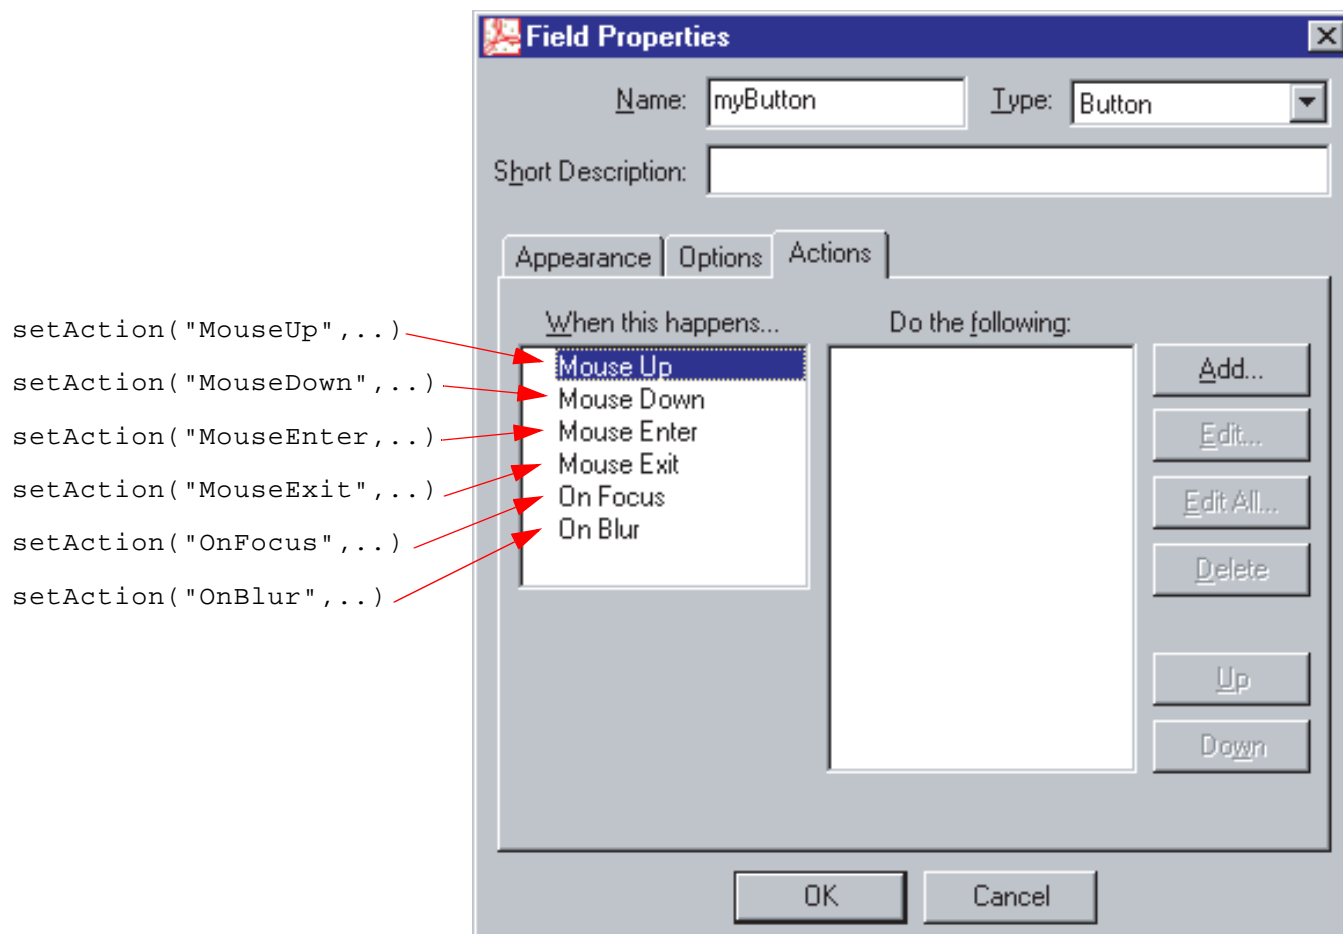 Field Properties
Name: myButton Type: Button
Short Description:
Appearance Options Actions
When this happens... Do the following:
setAction("MouseUp",..)
setAction("MouseDown",..)
setAction("MouseEnter,..)
setAction("MouseExit",..)
setAction("OnFocus",..)
setAction("OnBlur",..)
Mouse Up
Mouse Down
Mouse Enter
Mouse Exit
On Focus
On Blur
Add...
Edit...
Edit All...
Delete
Up
Down
OK Cancel